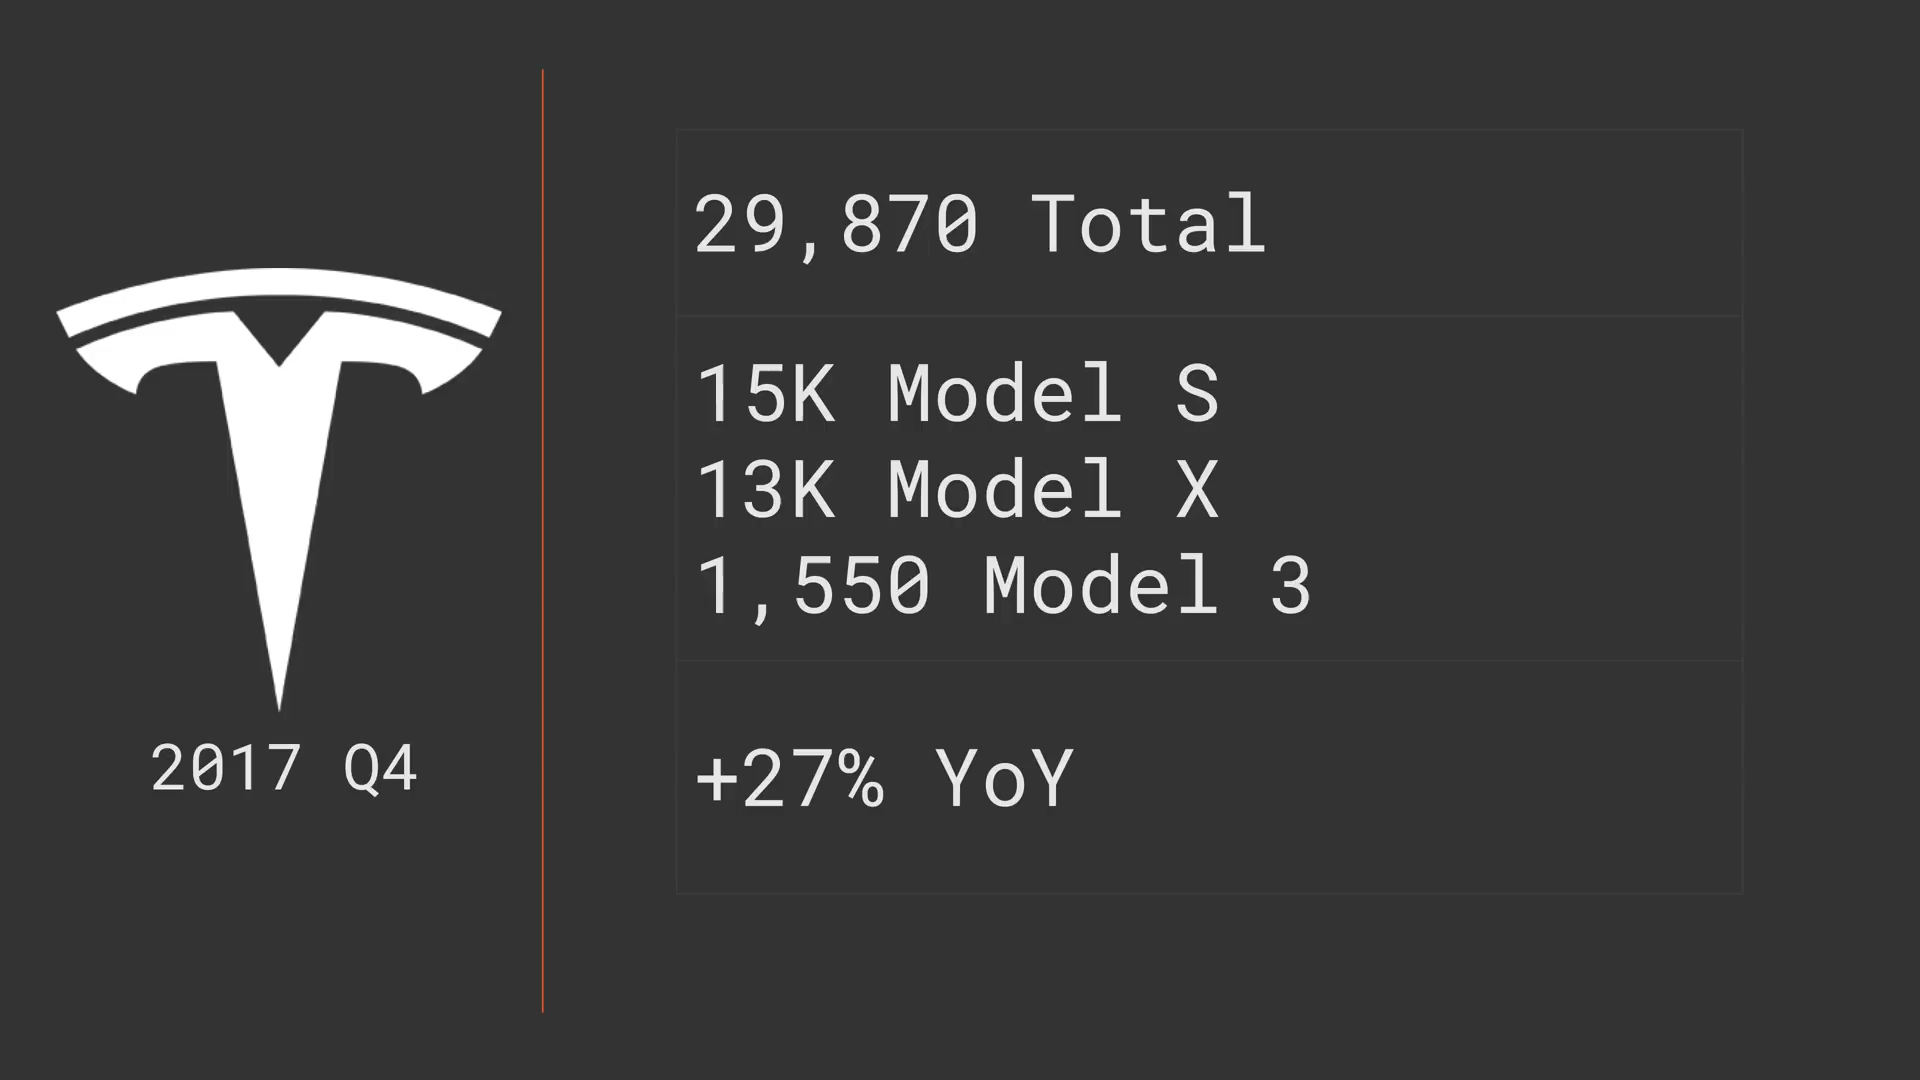 2017 Q4
29,870 Total
15K Model S
13K Model X
1,550 Model 3
+27% YoY